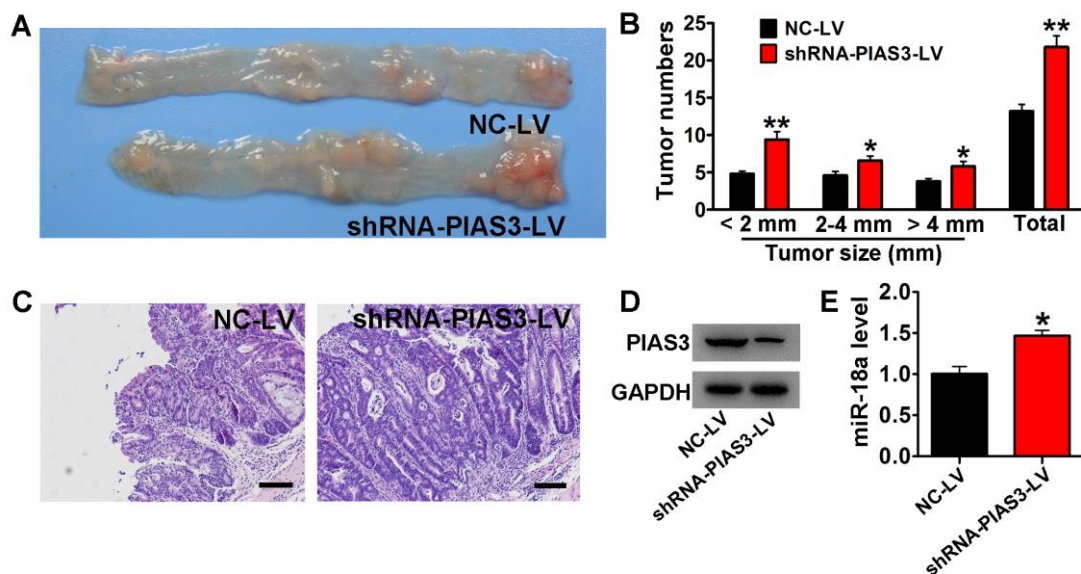 A
NC-LV
shRNA-PIAS3-LV
B
NC-LV
shRNA-PIAS3-LV
Tumor numbers
25
20
15
10
5
0
**
*
*
**
< 2 mm 2-4 mm > 4 mm Total
Tumor size (mm)
C
NC-LV
shRNA-PIAS3-LV
D
PIAS3
GAPDH
NC-LV
shRNA-PIAS3-LV
E
miR-18a level
2.0
1.5
1.0
0.5
0.0
*
NC-LV
shRNA-PIAS3-LV